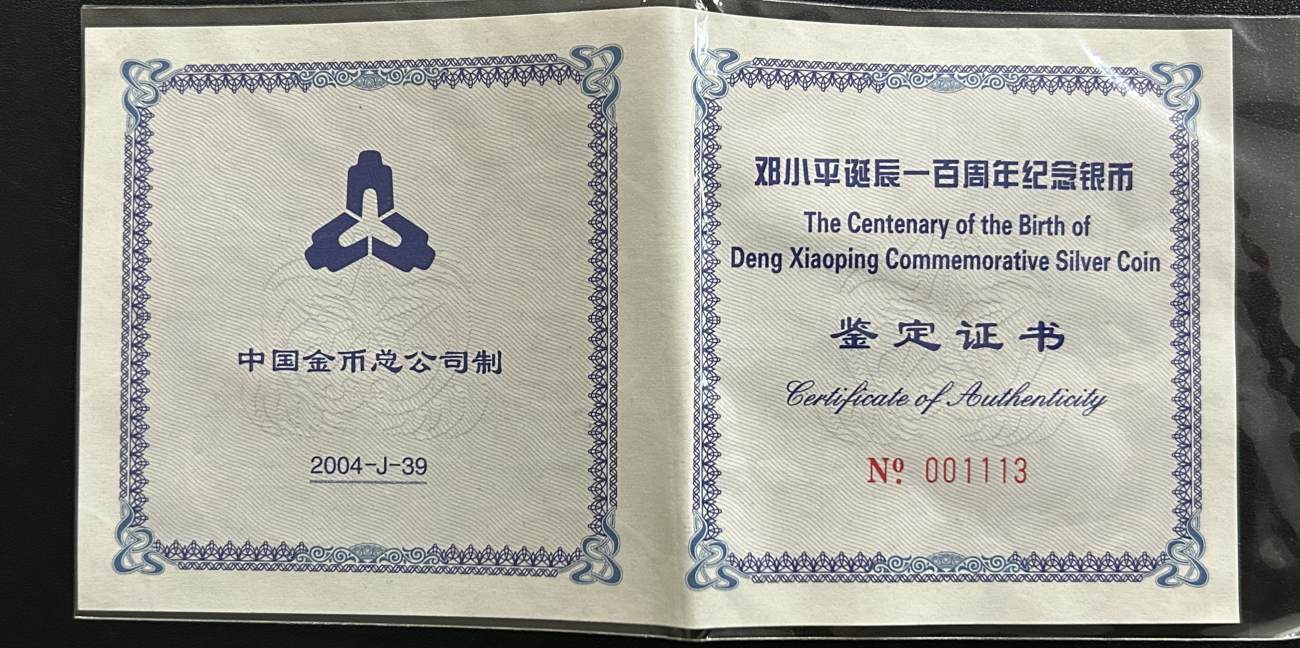 中国金币总公司制
2004-J-39
邓小平诞辰一百周年纪念银币
The Centenary of the Birth of
Deng Xiaoping Commemorative Silver Coin
鉴定证书
Certificate of Authenticity
Nº. 001113